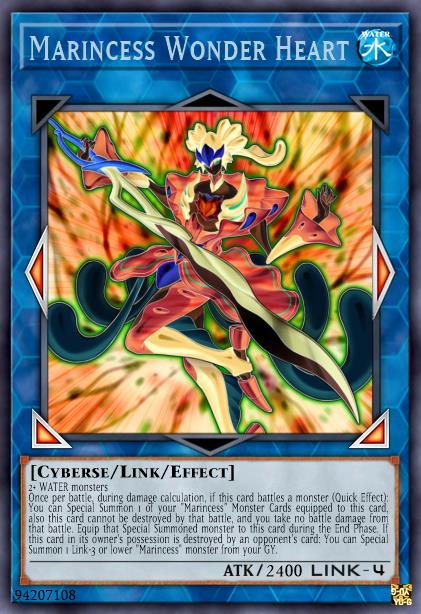 Marincess Wonder Heart
WATER
水
[Cyberse/Link/Effect]
2+ WATER monsters
Once per battle, during damage calculation, if this card battles a monster (Quick Effect):
You can Special Summon 1 of your "Marincess" Monster Cards equipped to this card,
also this card cannot be destroyed by that battle, and you take no battle damage from
that battle. Equip that Special Summoned monster to this card during the End Phase. If
this card in its owner's possession is destroyed by an opponent's card: You can Special
Summon 1 Link-3 or lower "Marincess" monster from your GY.
ATK/2400 LINK-4
94207108